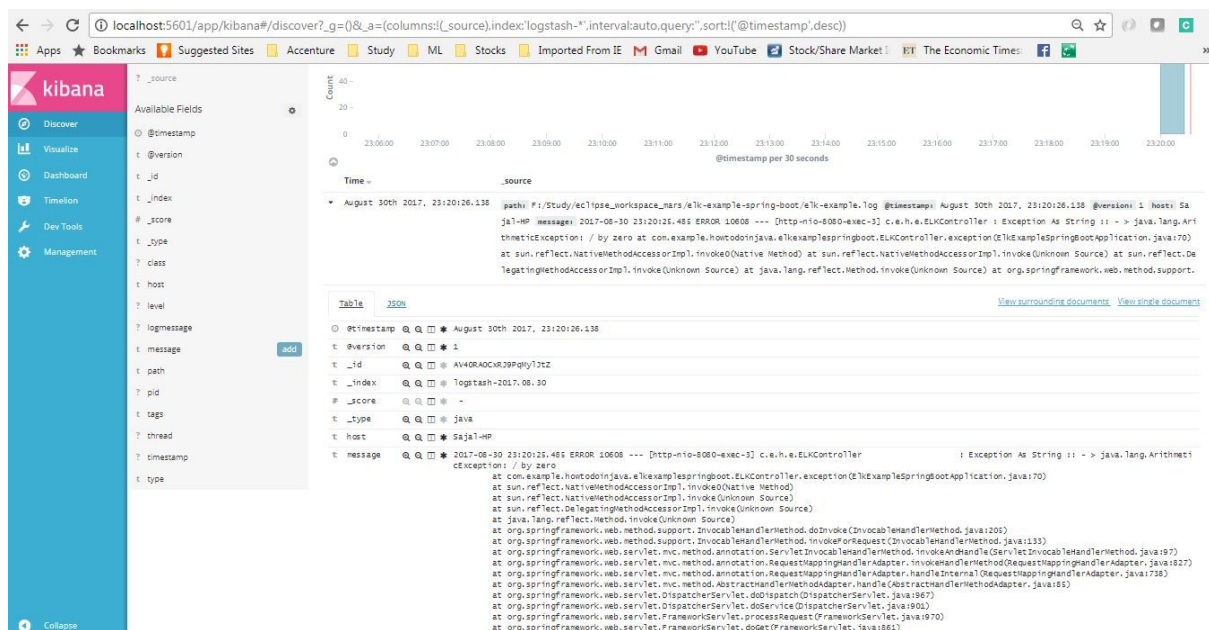 localhost:5601/app/kibana#/discover?_g=()&_a=(columns:!(_source),index:'logstash-*',interval:auto,query:'',sort:!('@timestamp',desc))
Apps Bookmarks Suggested Sites Accenture Study ML Stocks Imported From IE Gmail YouTube Stock/Share Market The Economic Times:
kibana
Discover
Visualize
Dashboard
Timelion
Dev Tools
Management
Collapse
? _source
Available Fields
@timestamp
t @version
t _id
t _index
# _score
t _type
? class
t host
? level
? logmessage
t message add
t path
? pid
t tags
? thread
? timestamp
t type
Count
40
20
0
23:06:00 23:07:00 23:08:00 23:09:00 23:10:00 23:11:00 23:12:00 23:13:00 23:14:00 23:15:00 23:16:00 23:17:00 23:18:00 23:19:00 23:20:00
@timestamp per 30 seconds
Time _source
August 30th 2017, 23:20:26.138 path: F:/Study/eclipse_workspace_mars/elk-example-spring-boot/elk-example.log @timestamp: August 30th 2017, 23:20:26.138 @version: 1 host: Sa
jal-HP message: 2017-08-30 23:20:25.485 ERROR 10608 --- [http-nio-8080-exec-3] c.e.h.e.ELKController : Exception As String :: - > java.lang.Ari
thmeticException: / by zero at com.example.howtodoinjava.elkexamplespringboot.ELKController.exception(ElkExampleSpringBootApplication.java:70)
at sun.reflect.NativeMethodAccessorImpl.invoke0(Native Method) at sun.reflect.NativeMethodAccessorImpl.invoke(Unknown Source) at sun.reflect.De
legatingMethodAccessorImpl.invoke(Unknown Source) at java.lang.reflect.Method.invoke(Unknown Source) at org.springframework.web.method.support.
Table JSON View surrounding documents View single document
@timestamp August 30th 2017, 23:20:26.138
t @version 1
t _id AV40RAOCxRJ9PqMylJtZ
t _index logstash-2017.08.30
# _score -
t _type java
t host Sajal-HP
t message 2017-08-30 23:20:25.485 ERROR 10608 --- [http-nio-8080-exec-3] c.e.h.e.ELKController : Exception As String :: - > java.lang.Arithmeti
cException: / by zero
at com.example.howtodoinjava.elkexamplespringboot.ELKController.exception(ElkExampleSpringBootApplication.java:70)
at sun.reflect.NativeMethodAccessorImpl.invoke0(Native Method)
at sun.reflect.NativeMethodAccessorImpl.invoke(Unknown Source)
at sun.reflect.DelegatingMethodAccessorImpl.invoke(Unknown Source)
at java.lang.reflect.Method.invoke(Unknown Source)
at org.springframework.web.method.support.InvocableHandlerMethod.doInvoke(InvocableHandlerMethod.java:205)
at org.springframework.web.method.support.InvocableHandlerMethod.invokeForRequest(InvocableHandlerMethod.java:133)
at org.springframework.web.servlet.mvc.method.annotation.ServletInvocableHandlerMethod.invokeAndHandle(ServletInvocableHandlerMethod.java:97)
at org.springframework.web.servlet.mvc.method.annotation.RequestMappingHandlerAdapter.invokeHandlerMethod(RequestMappingHandlerAdapter.java:827)
at org.springframework.web.servlet.mvc.method.annotation.RequestMappingHandlerAdapter.handleInternal(RequestMappingHandlerAdapter.java:738)
at org.springframework.web.servlet.mvc.method.AbstractHandlerMethodAdapter.handle(AbstractHandlerMethodAdapter.java:85)
at org.springframework.web.servlet.DispatcherServlet.doDispatch(DispatcherServlet.java:967)
at org.springframework.web.servlet.DispatcherServlet.doService(DispatcherServlet.java:901)
at org.springframework.web.servlet.FrameworkServlet.processRequest(FrameworkServlet.java:970)
at org.springframework.web.servlet.FrameworkServlet.doGet(FrameworkServlet.java:861)